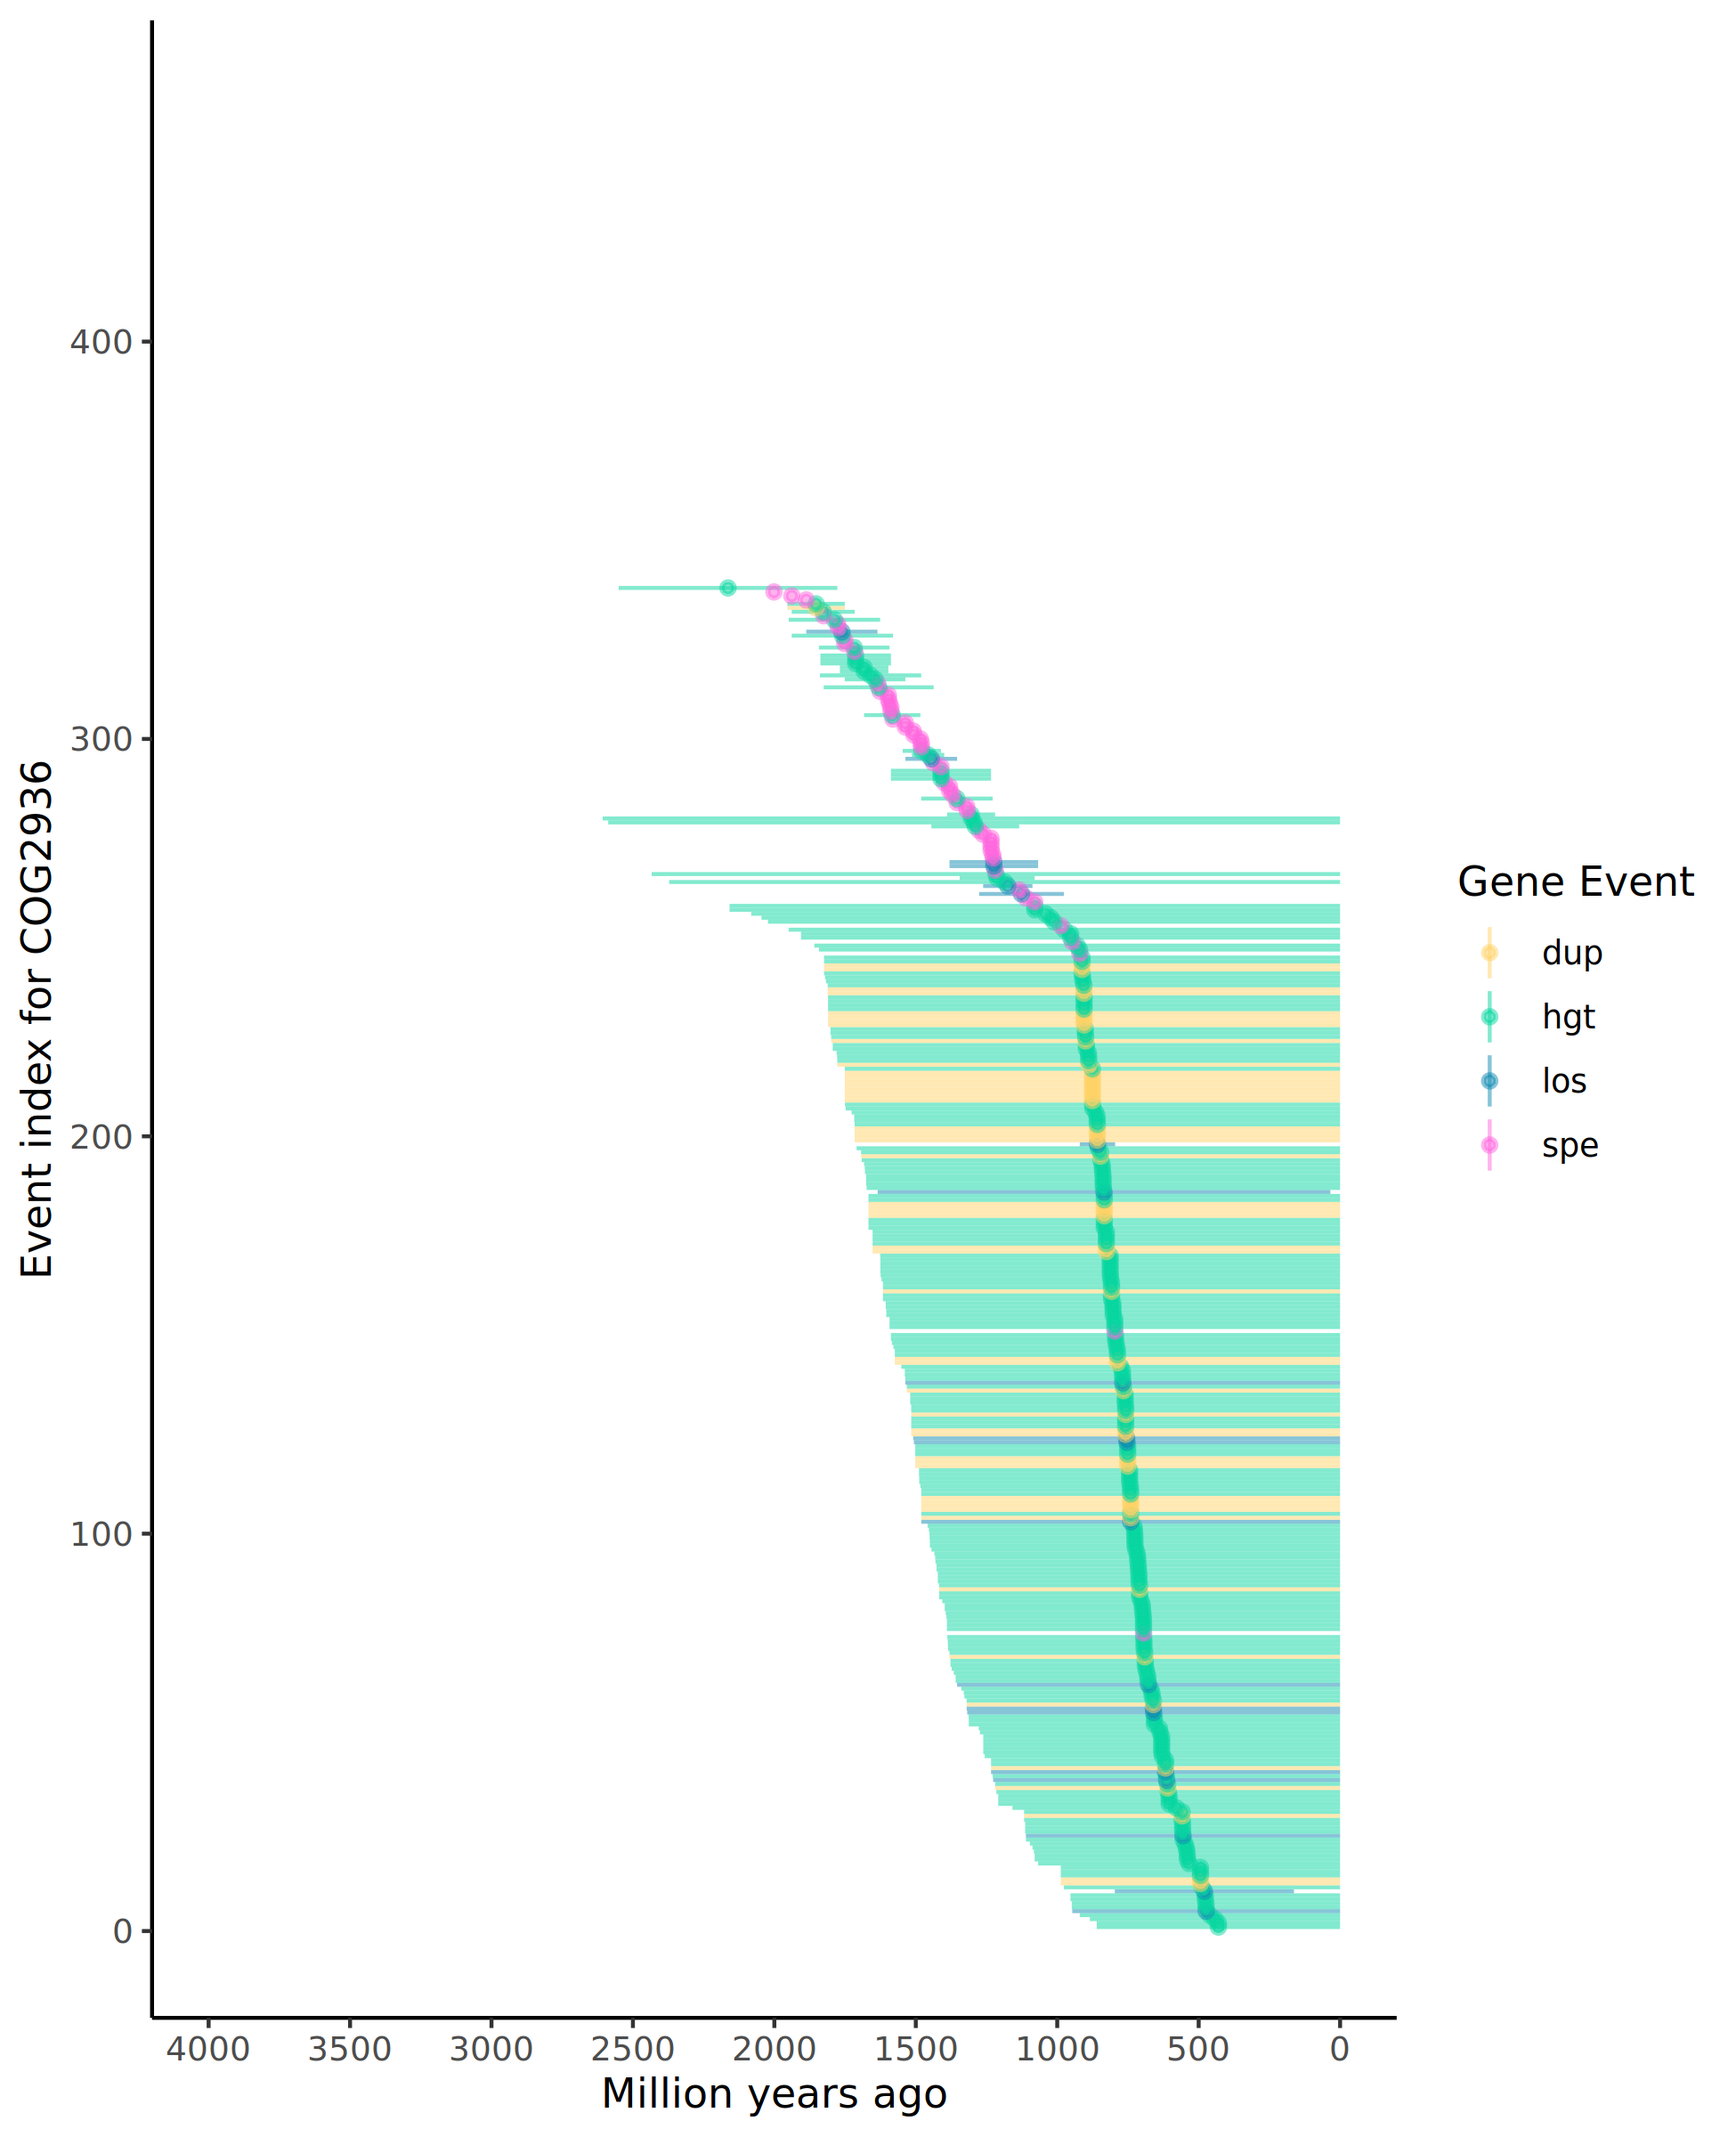 Event index for COG2936
400
300
200
100
0
4000 3500 3000 2500 2000 1500 1000 500 0
Million years ago
Gene Event
dup
hgt
los
spe